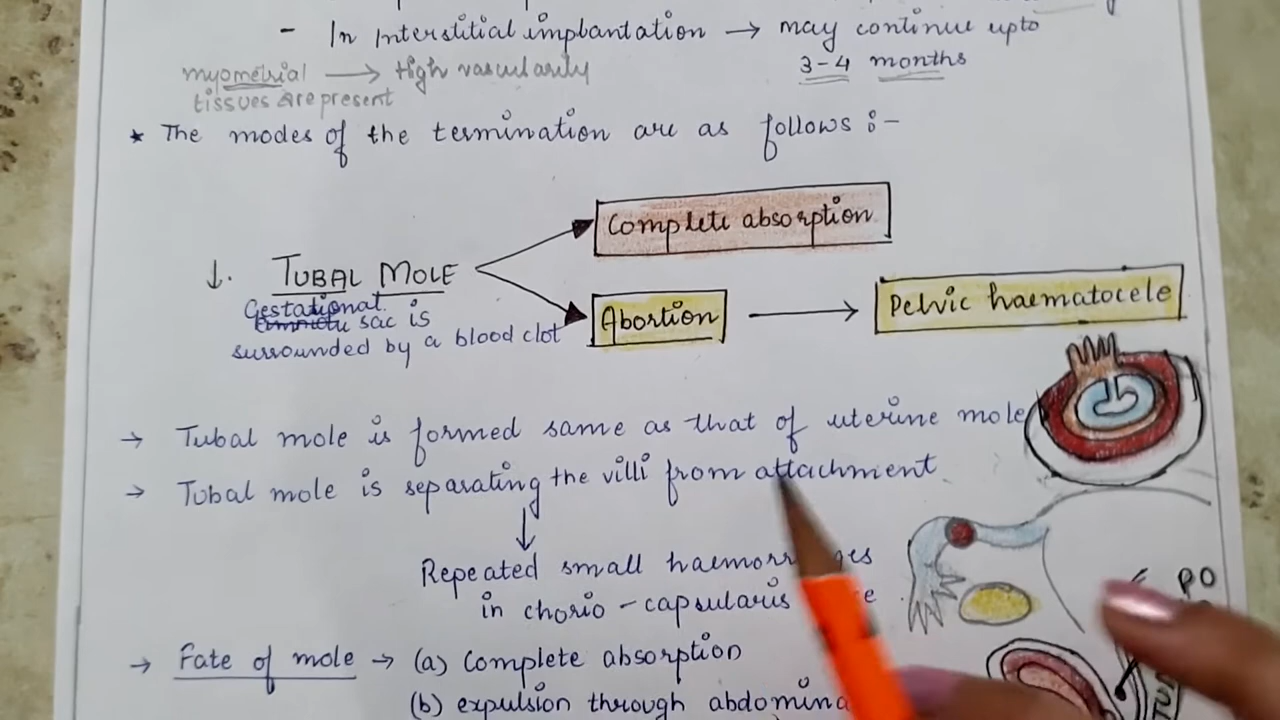 - In Interstitial implantation → may continue upto
myometrial → High vascularity 3-4 months
tissues are present
* The modes of the termination are as follows :-
Complete absorption
↓. TUBAL MOLE
Gestational
sac is
surrounded by a blood clot
Abortion → Pelvic haematocele
→ Tubal mole is formed same as that of uterine mole
→ Tubal mole is separating the villi from attachment
↓
Repeated small
in chorio-capsularis
PO
→ Fate of mole → (a) Complete absorption
(b) expulsion through